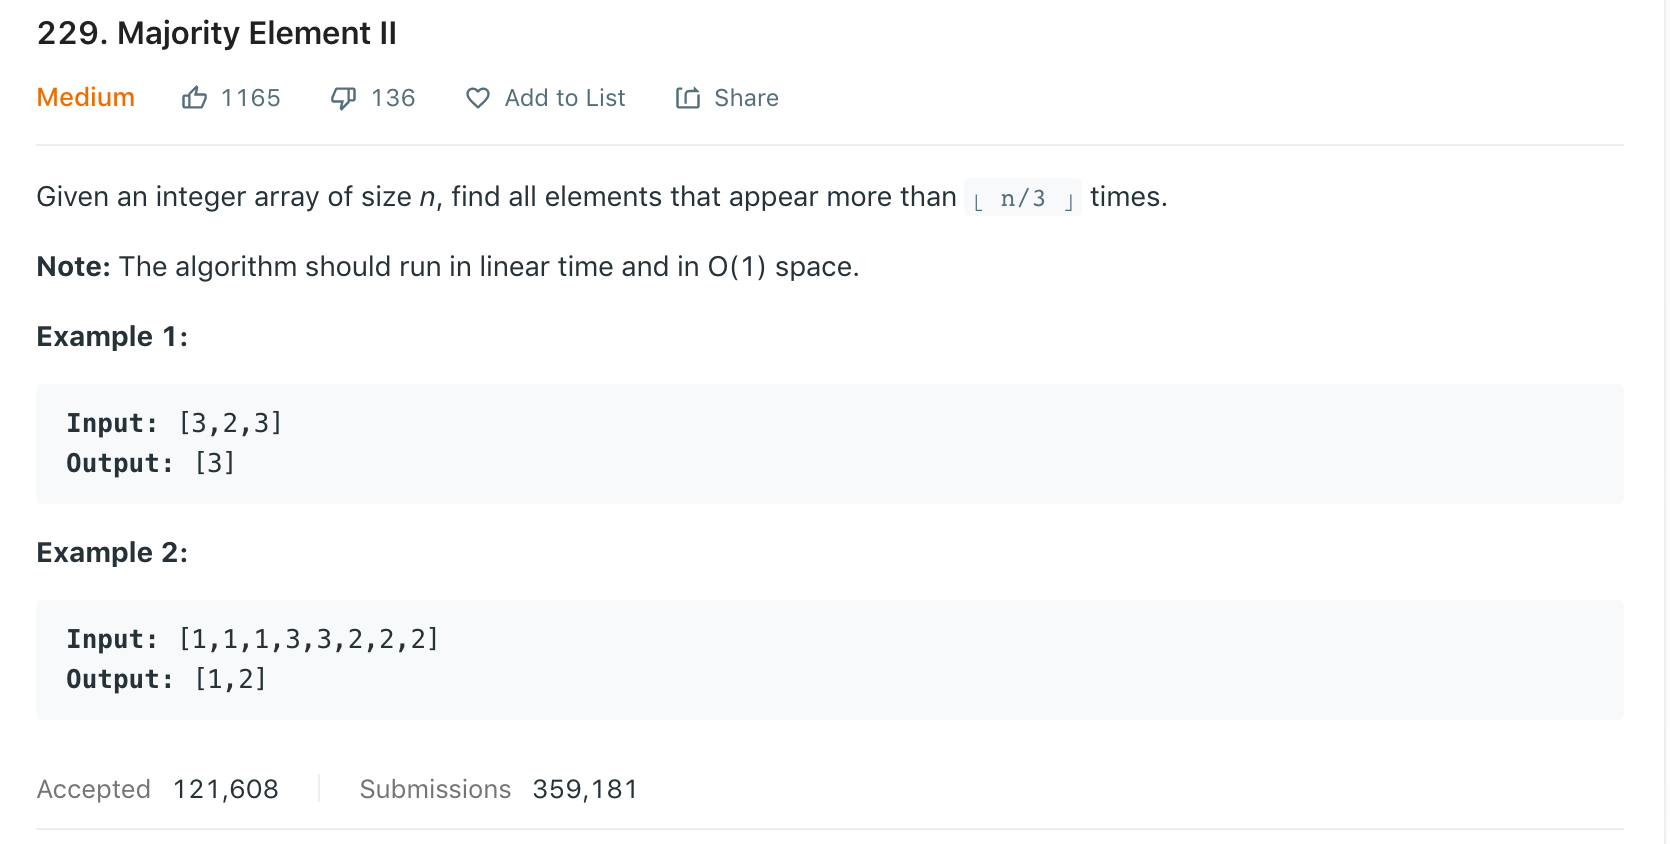 229. Majority Element II
Medium 1165 136 Add to List Share
Given an integer array of size n, find all elements that appear more than ⌊ n/3 ⌋ times.
Note: The algorithm should run in linear time and in O(1) space.
Example 1:
Input: [3,2,3]
Output: [3]
Example 2:
Input: [1,1,1,3,3,2,2,2]
Output: [1,2]
Accepted 121,608 Submissions 359,181